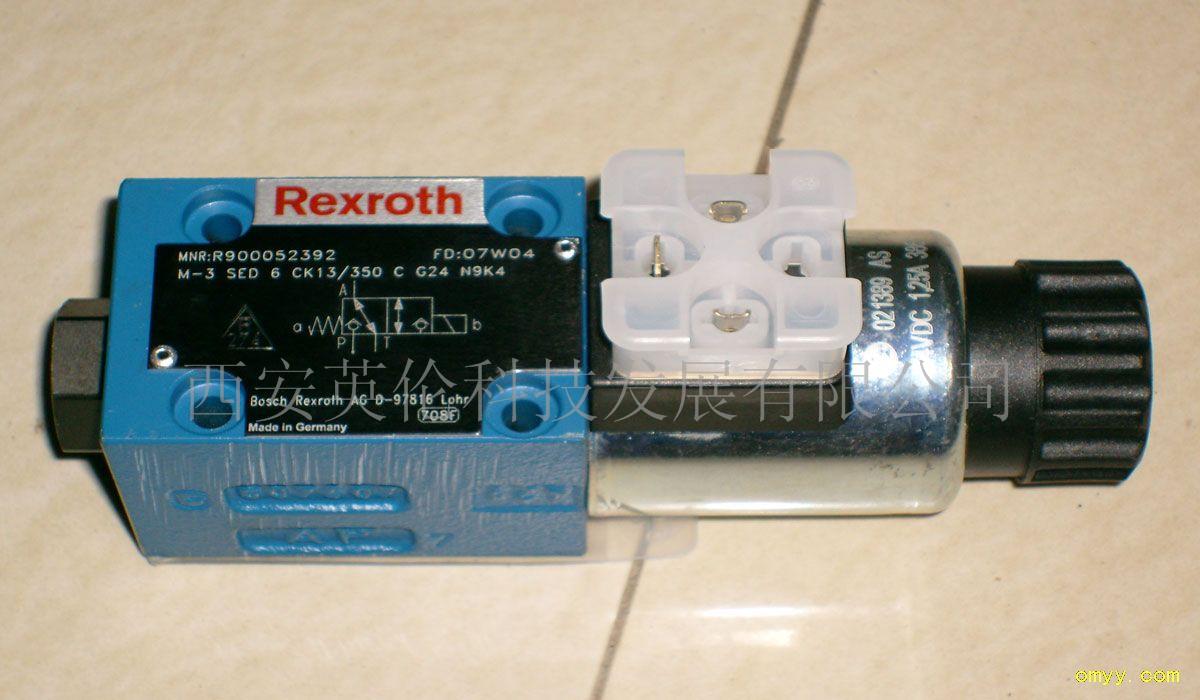 Rexroth
MNR:R900052392 FD:07W04
M-3 SED 6 CK13/350 C G24 N9K4
A
a b
P T
西安英伦科技发展有限公司
Bosch Rexroth AG D-97816 Lohr
708F
Made in Germany
021389 AS
VDC 1,25A
7
omyy.com